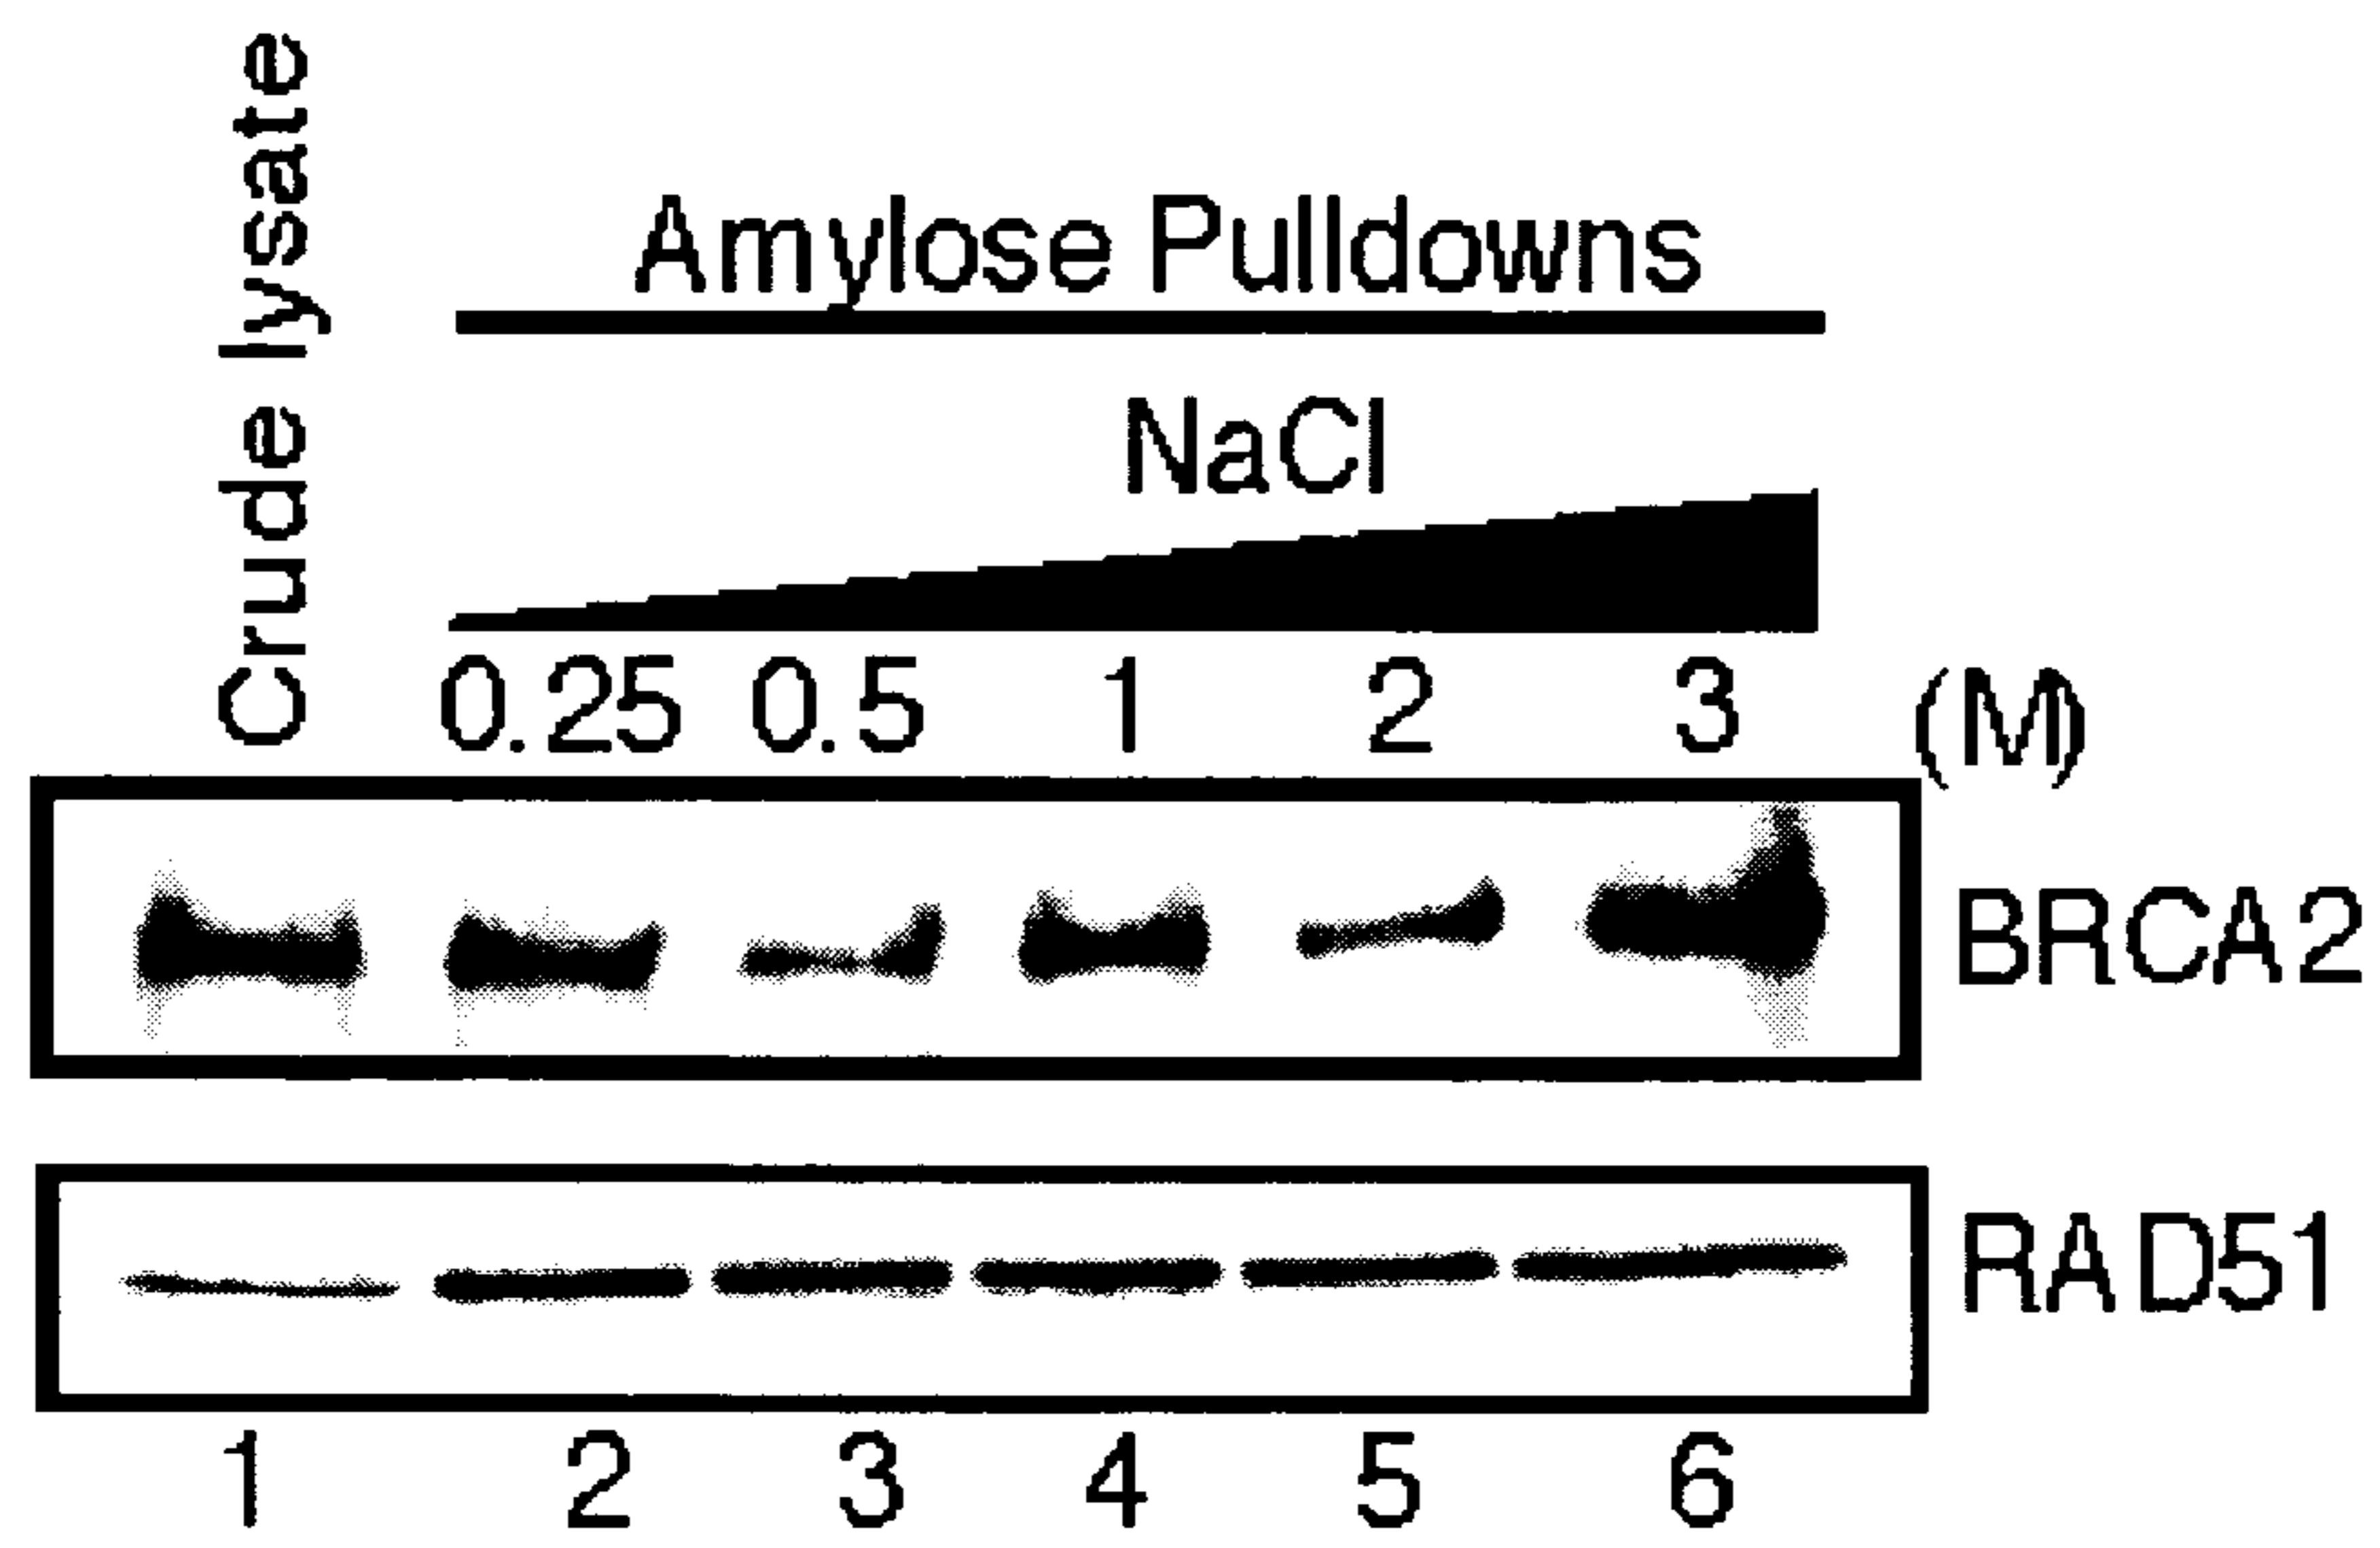 Crude lysate
Amylose Pulldowns
NaCl
0.25 0.5 1 2 3 (M)
BRCA2
RAD51
1 2 3 4 5 6